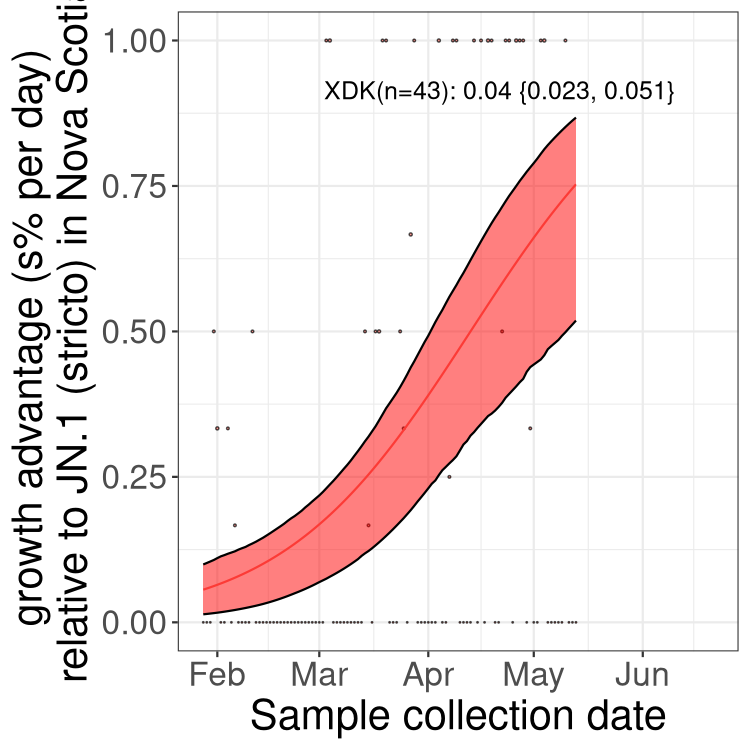 growth advantage (s% per day)
relative to JN.1 (stricto) in Nova Scotia
1.00
0.75
0.50
0.25
0.00
XDK(n=43): 0.04 {0.023, 0.051}
Feb Mar Apr May Jun
Sample collection date